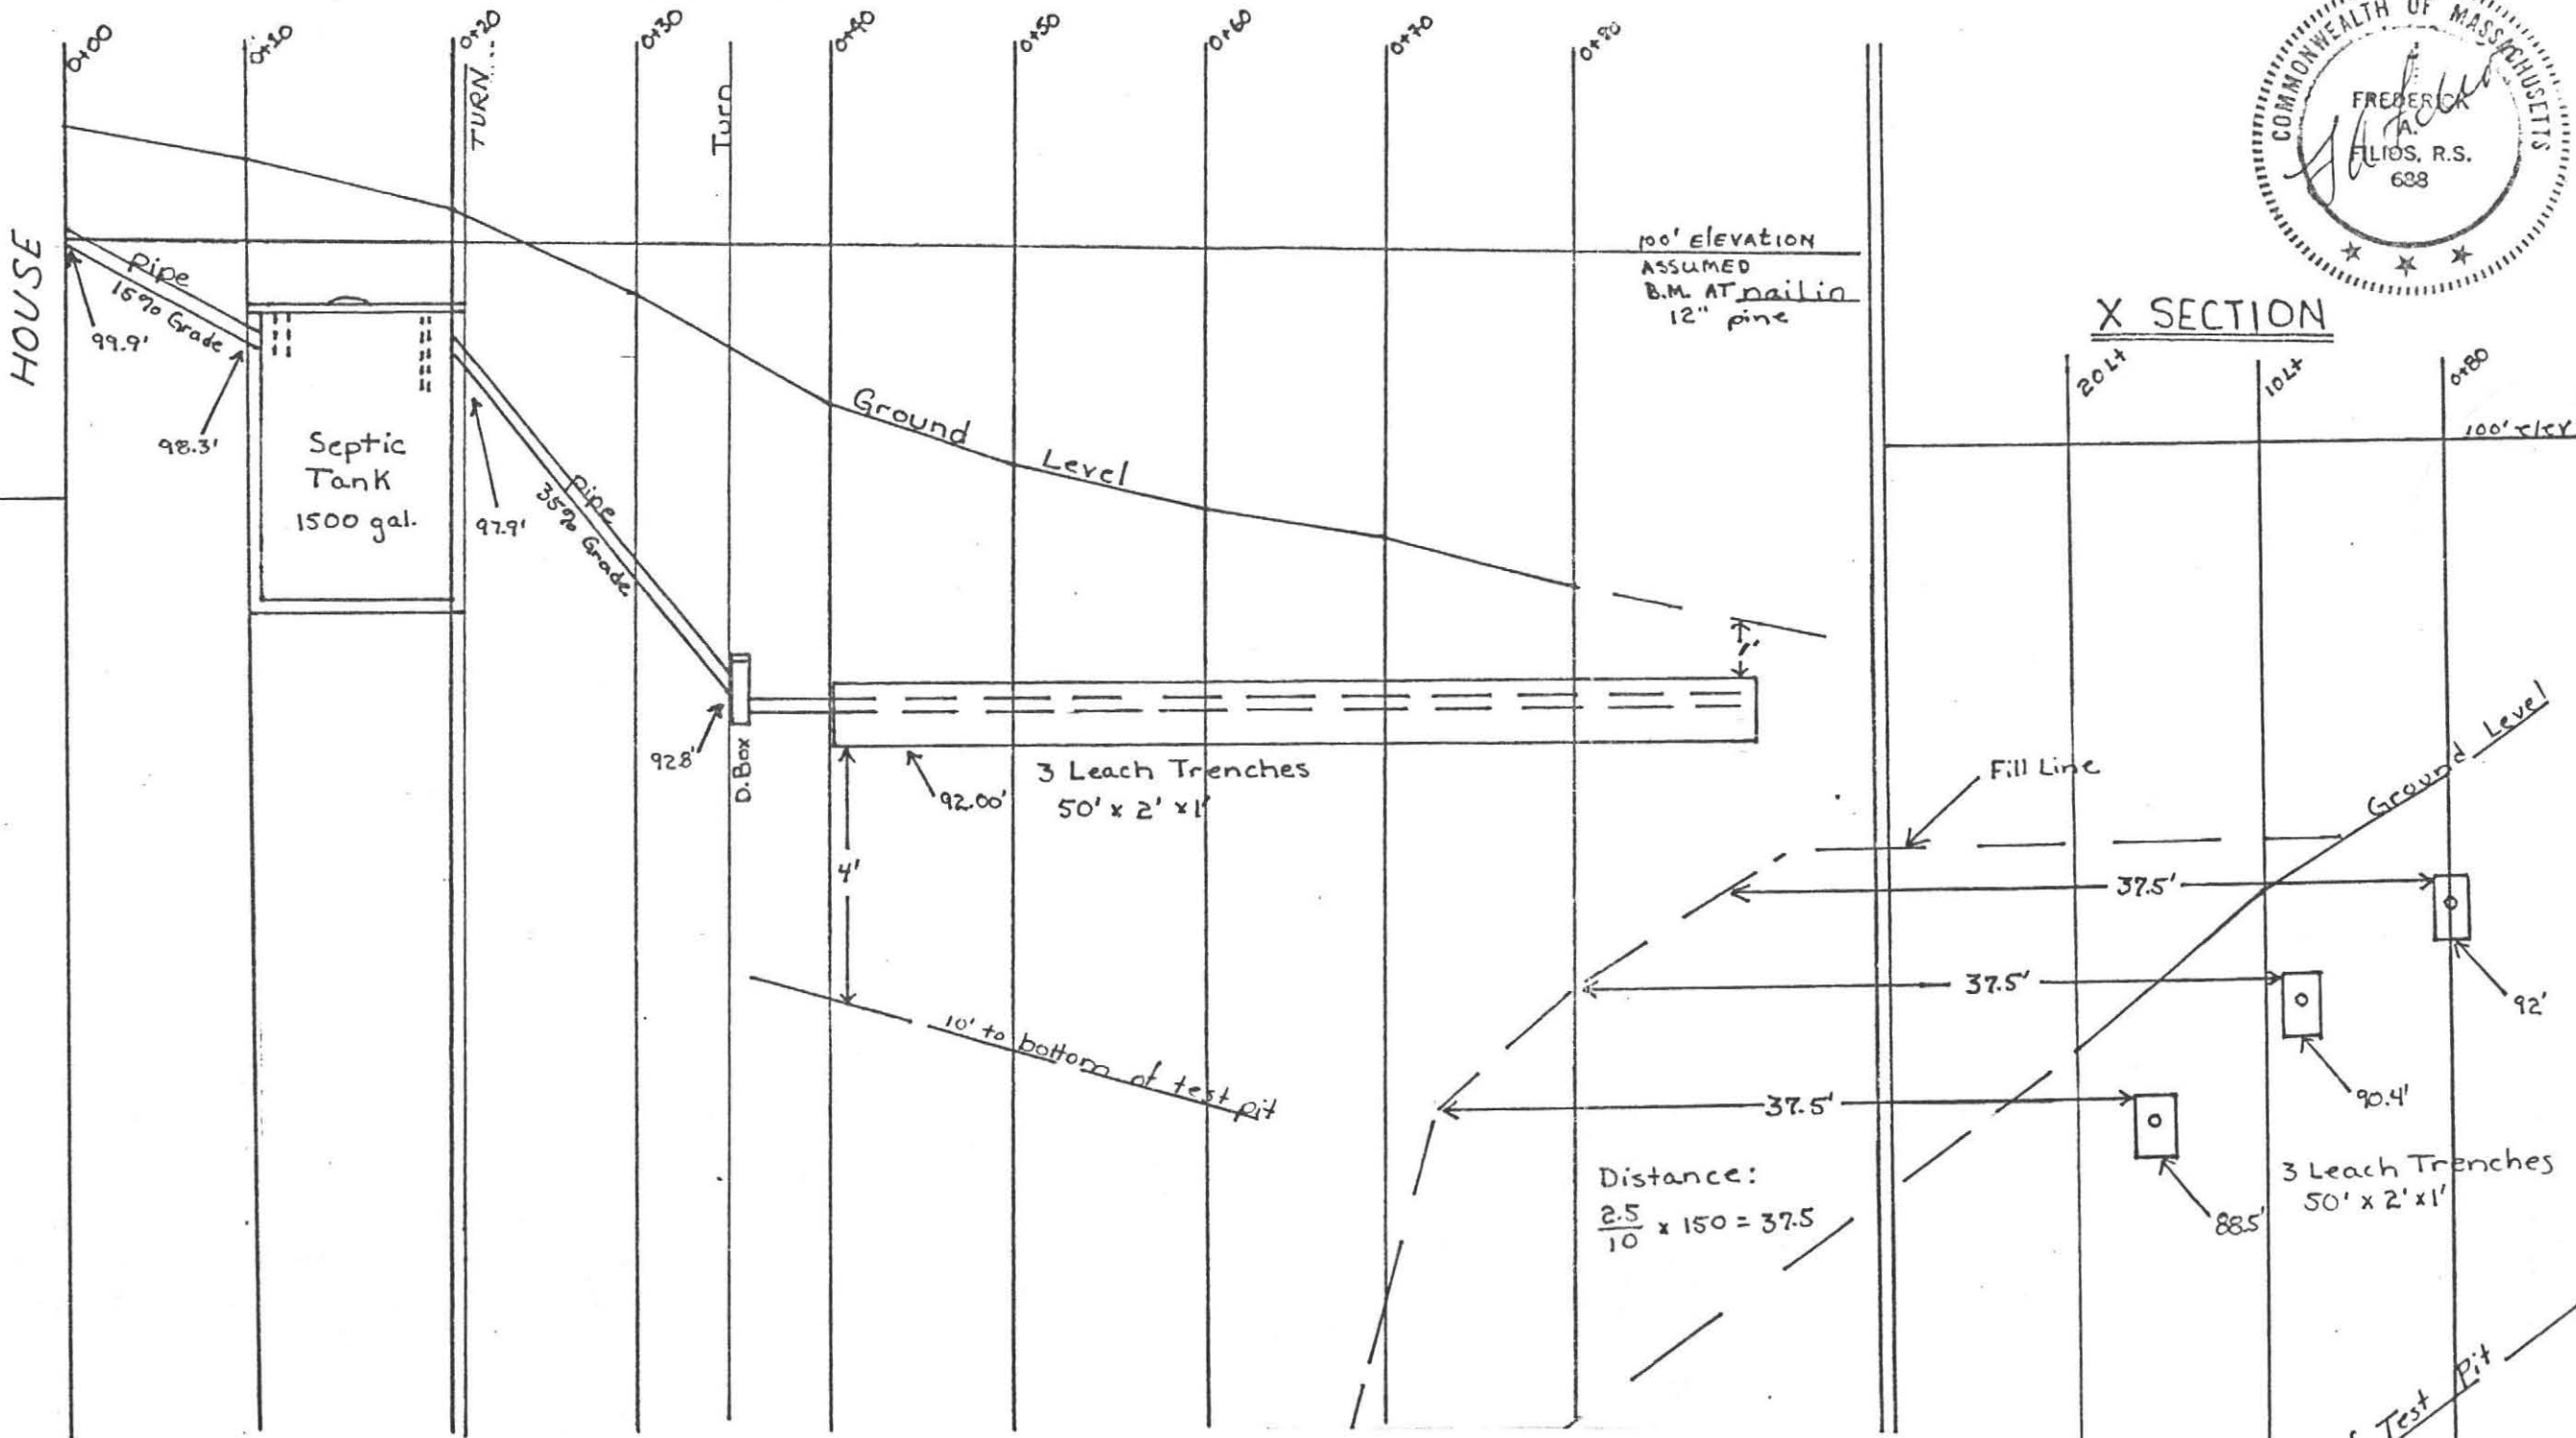 0+00
0+10
0+20
0+30
0+40
0+50
0+60
0+70
0+80
TURN
Turn
COMMONWEALTH OF MASSACHUSETTS
FREDERICK
A.
FILIOS, R.S.
688
HOUSE
pipe
15% Grade
99.9'
98.3'
Septic
Tank
1500 gal.
97.9'
pipe
35% Grade
100' ElEVATION
ASSUMED
B.M. AT nail in
12" pine
Ground Level
1'
928'
D. Box
92.00'
3 Leach Trenches
50' x 2' x 1'
4'
10' to bottom of test pit
X SECTION
20 Lt
10 Lt
0+80
100' elev
Ground Level
Fill Line
37.5'
92'
37.5'
90.4'
37.5'
88.5'
3 Leach Trenches
50' x 2' x 1'
Distance:
2.5
10 x 150 = 37.5
Test Pit